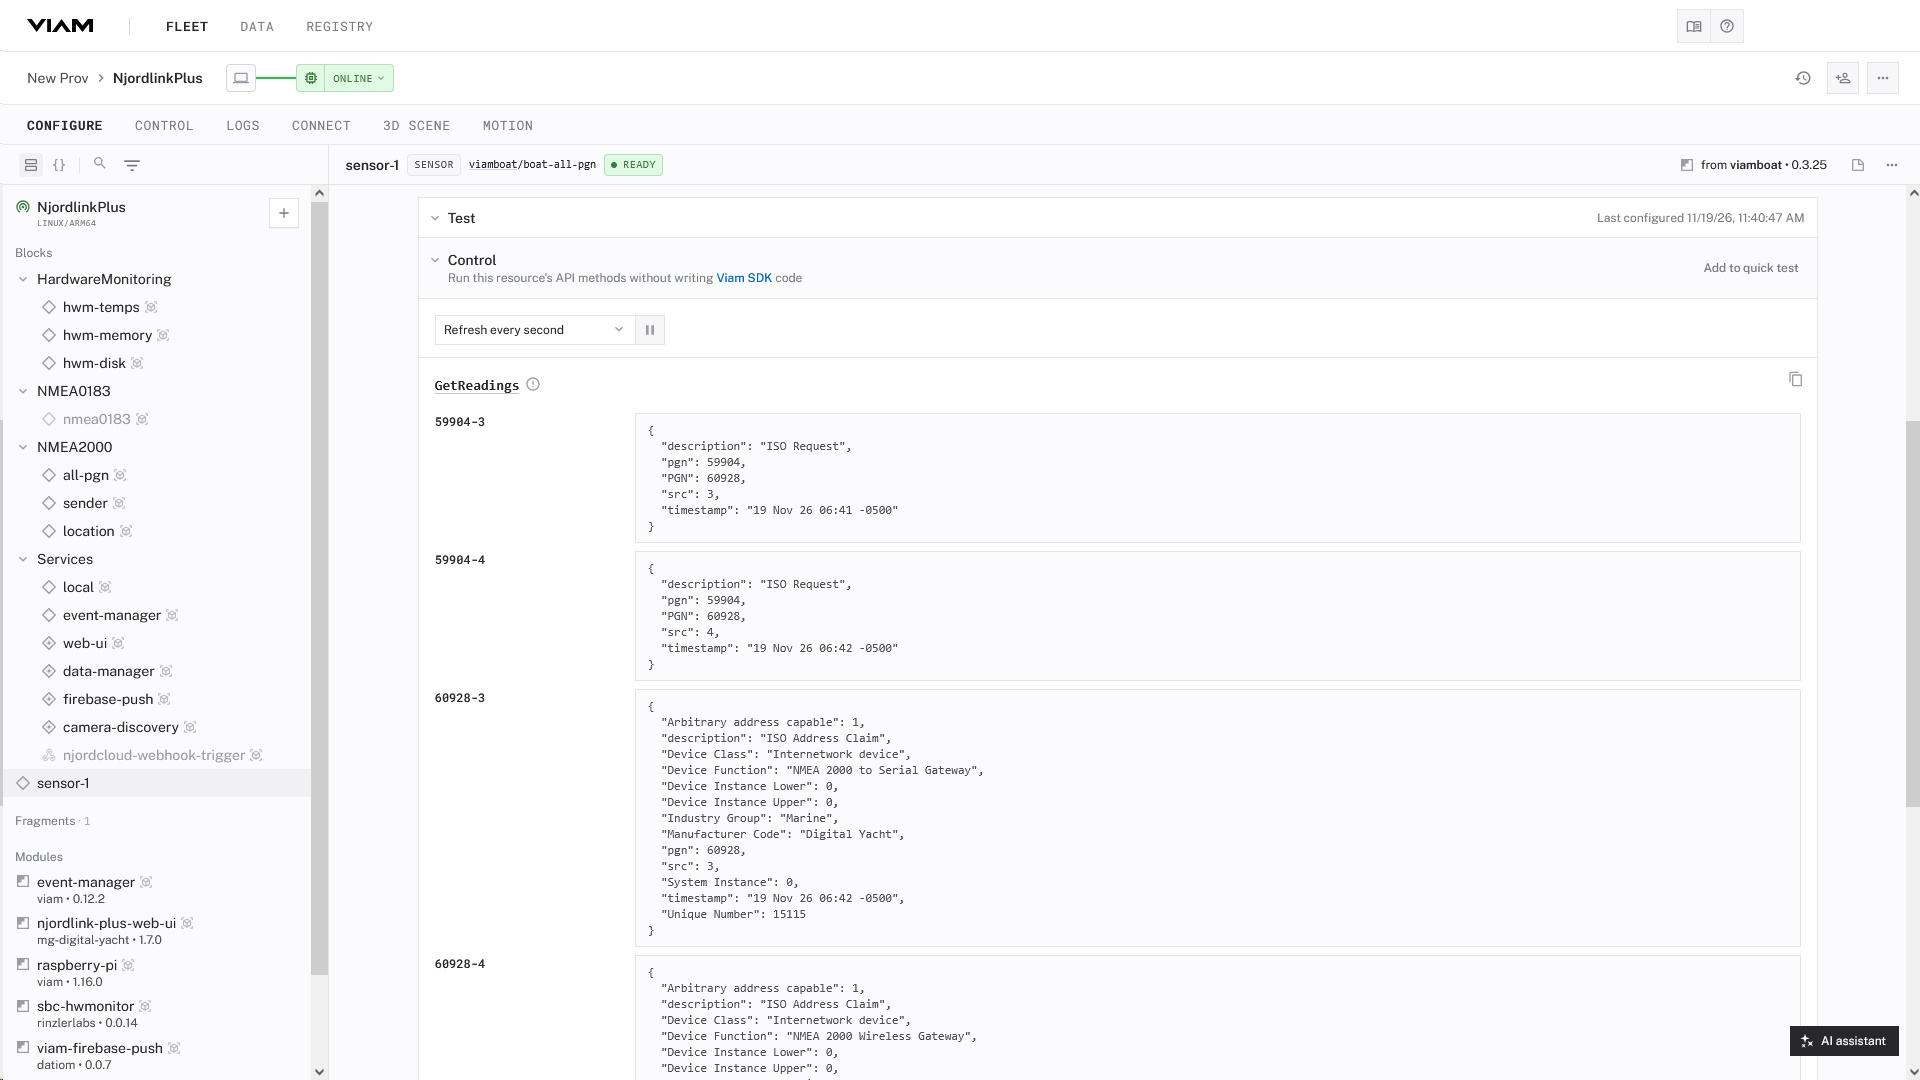 VIAM
FLEET
DATA
REGISTRY
New Prov > NjordlinkPlus
ONLINE
CONFIGURE
CONTROL
LOGS
CONNECT
3D SCENE
MOTION
{}
sensor-1
SENSOR
viamboat/boat-all-pgn
READY
from viamboat • 0.3.25
NjordlinkPlus
LINUX/ARM64
Blocks
HardwareMonitoring
hwm-temps
hwm-memory
hwm-disk
NMEA0183
nmea0183
NMEA2000
all-pgn
sender
location
Services
local
event-manager
web-ui
data-manager
firebase-push
camera-discovery
njordcloud-webhook-trigger
sensor-1
Fragments · 1
Modules
event-manager
viam • 0.12.2
njordlink-plus-web-ui
mg-digital-yacht • 1.7.0
raspberry-pi
viam • 1.16.0
sbc-hwmonitor
rinzlerlabs • 0.0.14
viam-firebase-push
datiom • 0.0.7
Test
Last configured 11/19/26, 11:40:47 AM
Control
Run this resource's API methods without writing Viam SDK code
Add to quick test
Refresh every second
GetReadings
59904-3
{
"description": "ISO Request",
"pgn": 59904,
"PGN": 60928,
"src": 3,
"timestamp": "19 Nov 26 06:41 -0500"
}
59904-4
{
"description": "ISO Request",
"pgn": 59904,
"PGN": 60928,
"src": 4,
"timestamp": "19 Nov 26 06:42 -0500"
}
60928-3
{
"Arbitrary address capable": 1,
"description": "ISO Address Claim",
"Device Class": "Internetwork device",
"Device Function": "NMEA 2000 to Serial Gateway",
"Device Instance Lower": 0,
"Device Instance Upper": 0,
"Industry Group": "Marine",
"Manufacturer Code": "Digital Yacht",
"pgn": 60928,
"src": 3,
"System Instance": 0,
"timestamp": "19 Nov 26 06:42 -0500",
"Unique Number": 15115
}
60928-4
{
"Arbitrary address capable": 1,
"description": "ISO Address Claim",
"Device Class": "Internetwork device",
"Device Function": "NMEA 2000 Wireless Gateway",
"Device Instance Lower": 0,
"Device Instance Upper": 0,
AI assistant